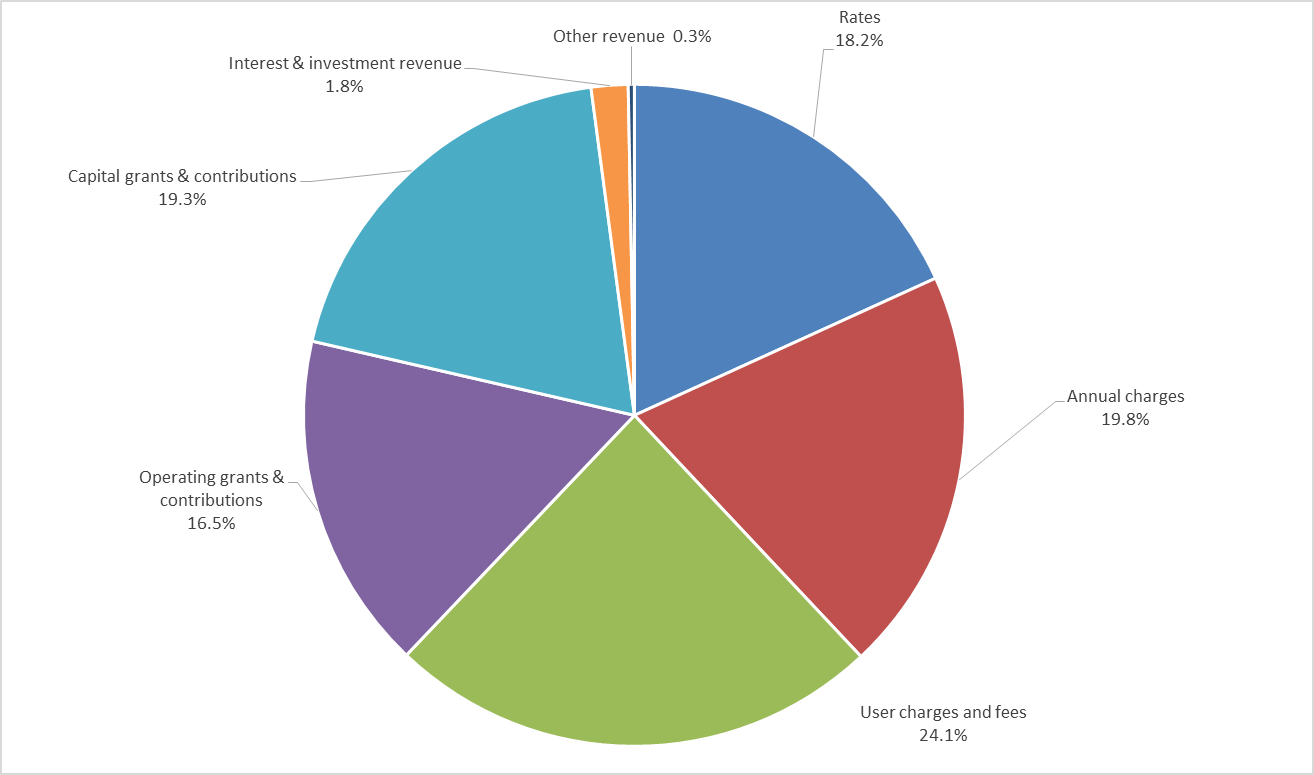 Rates
18.2%
Other revenue  0.3%
Interest & investment revenue
1.8%
Capital grants & contributions
19.3%
Annual charges
19.8%
Operating grants &
contributions
16.5%
User charges and fees
24.1%